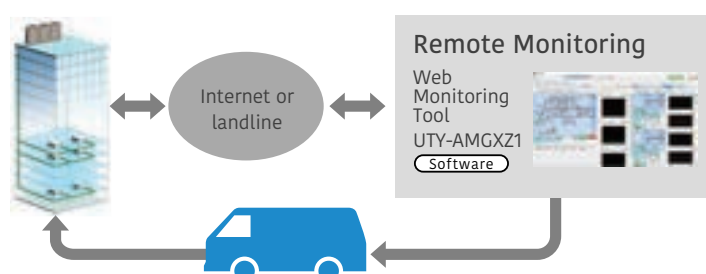 Remote Monitoring
Web
Monitoring
Tool
UTY-AMGXZ1
Software
Internet or
landline